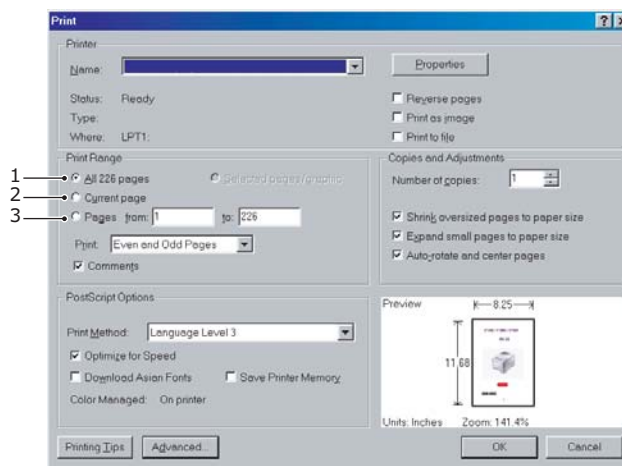 Print
Printer
Name:
Properties
Status: Ready
Type:
Where: LPT1:
Reverse pages
Print as image
Print to file
Print Range
1 All 226 pages Selected pages/graphic
2 Current page
3 Pages from: 1 to: 226
Print: Even and Odd Pages
Comments
Copies and Adjustments
Number of copies: 1
Shrink oversized pages to paper size
Expand small pages to paper size
Auto-rotate and center pages
PostScript Options
Print Method: Language Level 3
Optimize for Speed
Download Asian Fonts Save Printer Memory
Color Managed: On printer
Preview
8.25
11.68
Units: Inches Zoom: 141.4%
Printing Tips Advanced... OK Cancel